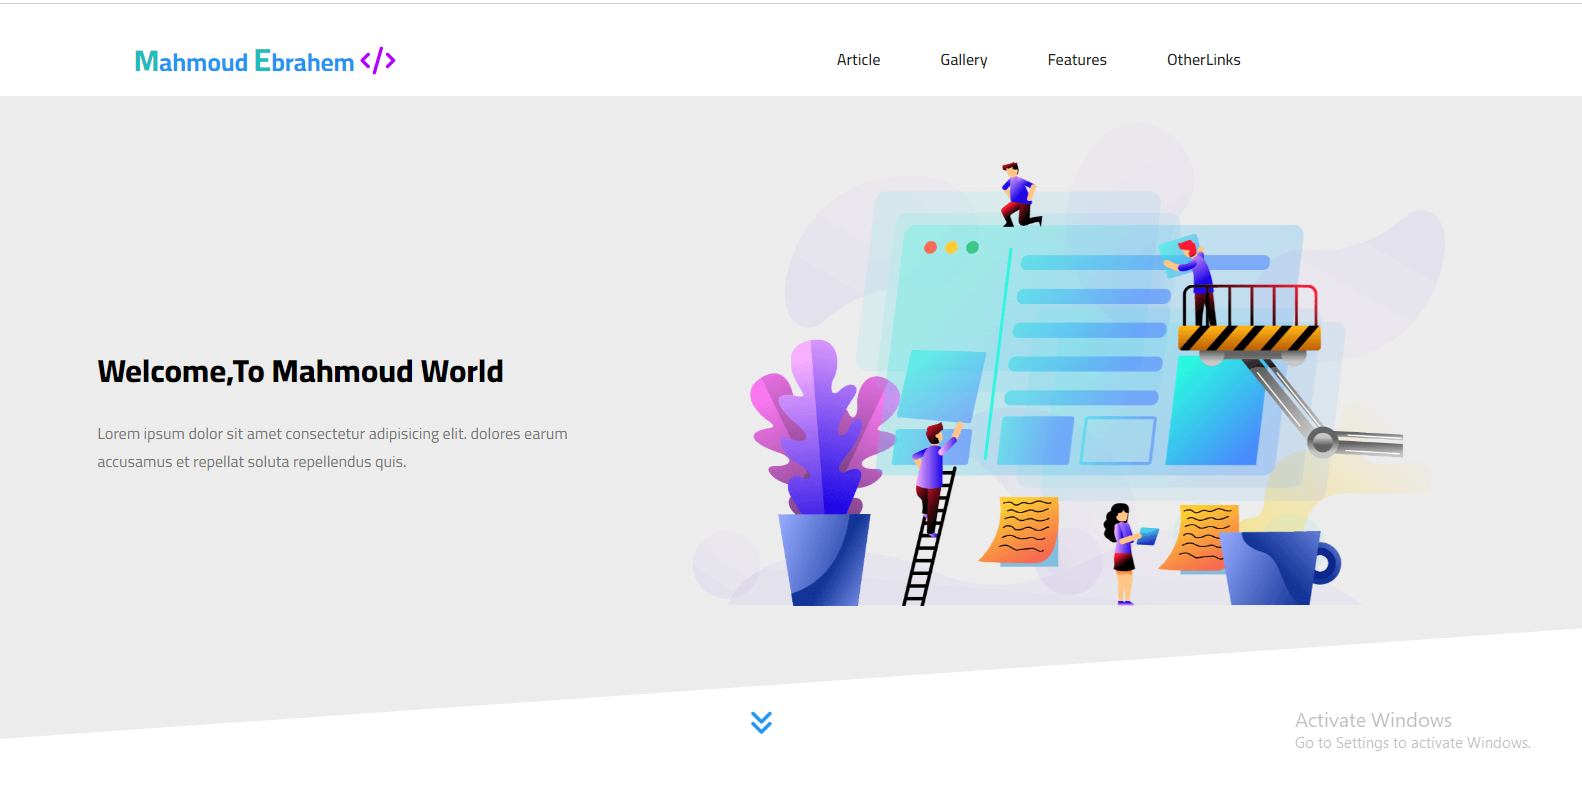 Mahmoud Ebrahem </>
Article Gallery Features OtherLinks
Welcome,To Mahmoud World
Lorem ipsum dolor sit amet consectetur adipisicing elit. dolores earum
accusamus et repellat soluta repellendus quis.
Activate Windows
Go to Settings to activate Windows.